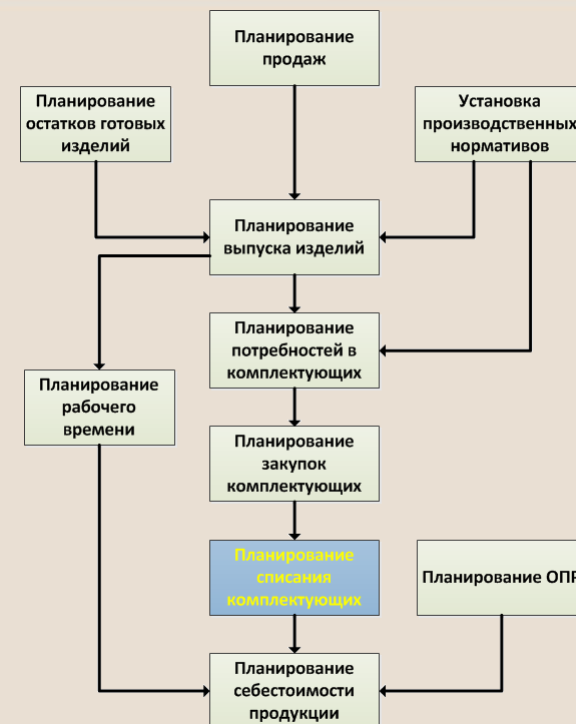 Планирование
продаж
Планирование
остатков готовых
изделий
Установка
производственных
нормативов
Планирование
выпуска изделий
Планирование
потребностей в
комплектующих
Планирование
рабочего
времени
Планирование
закупок
комплектующих
Планирование
списания
комплектующих
Планирование ОПР
Планирование
себестоимости
продукции